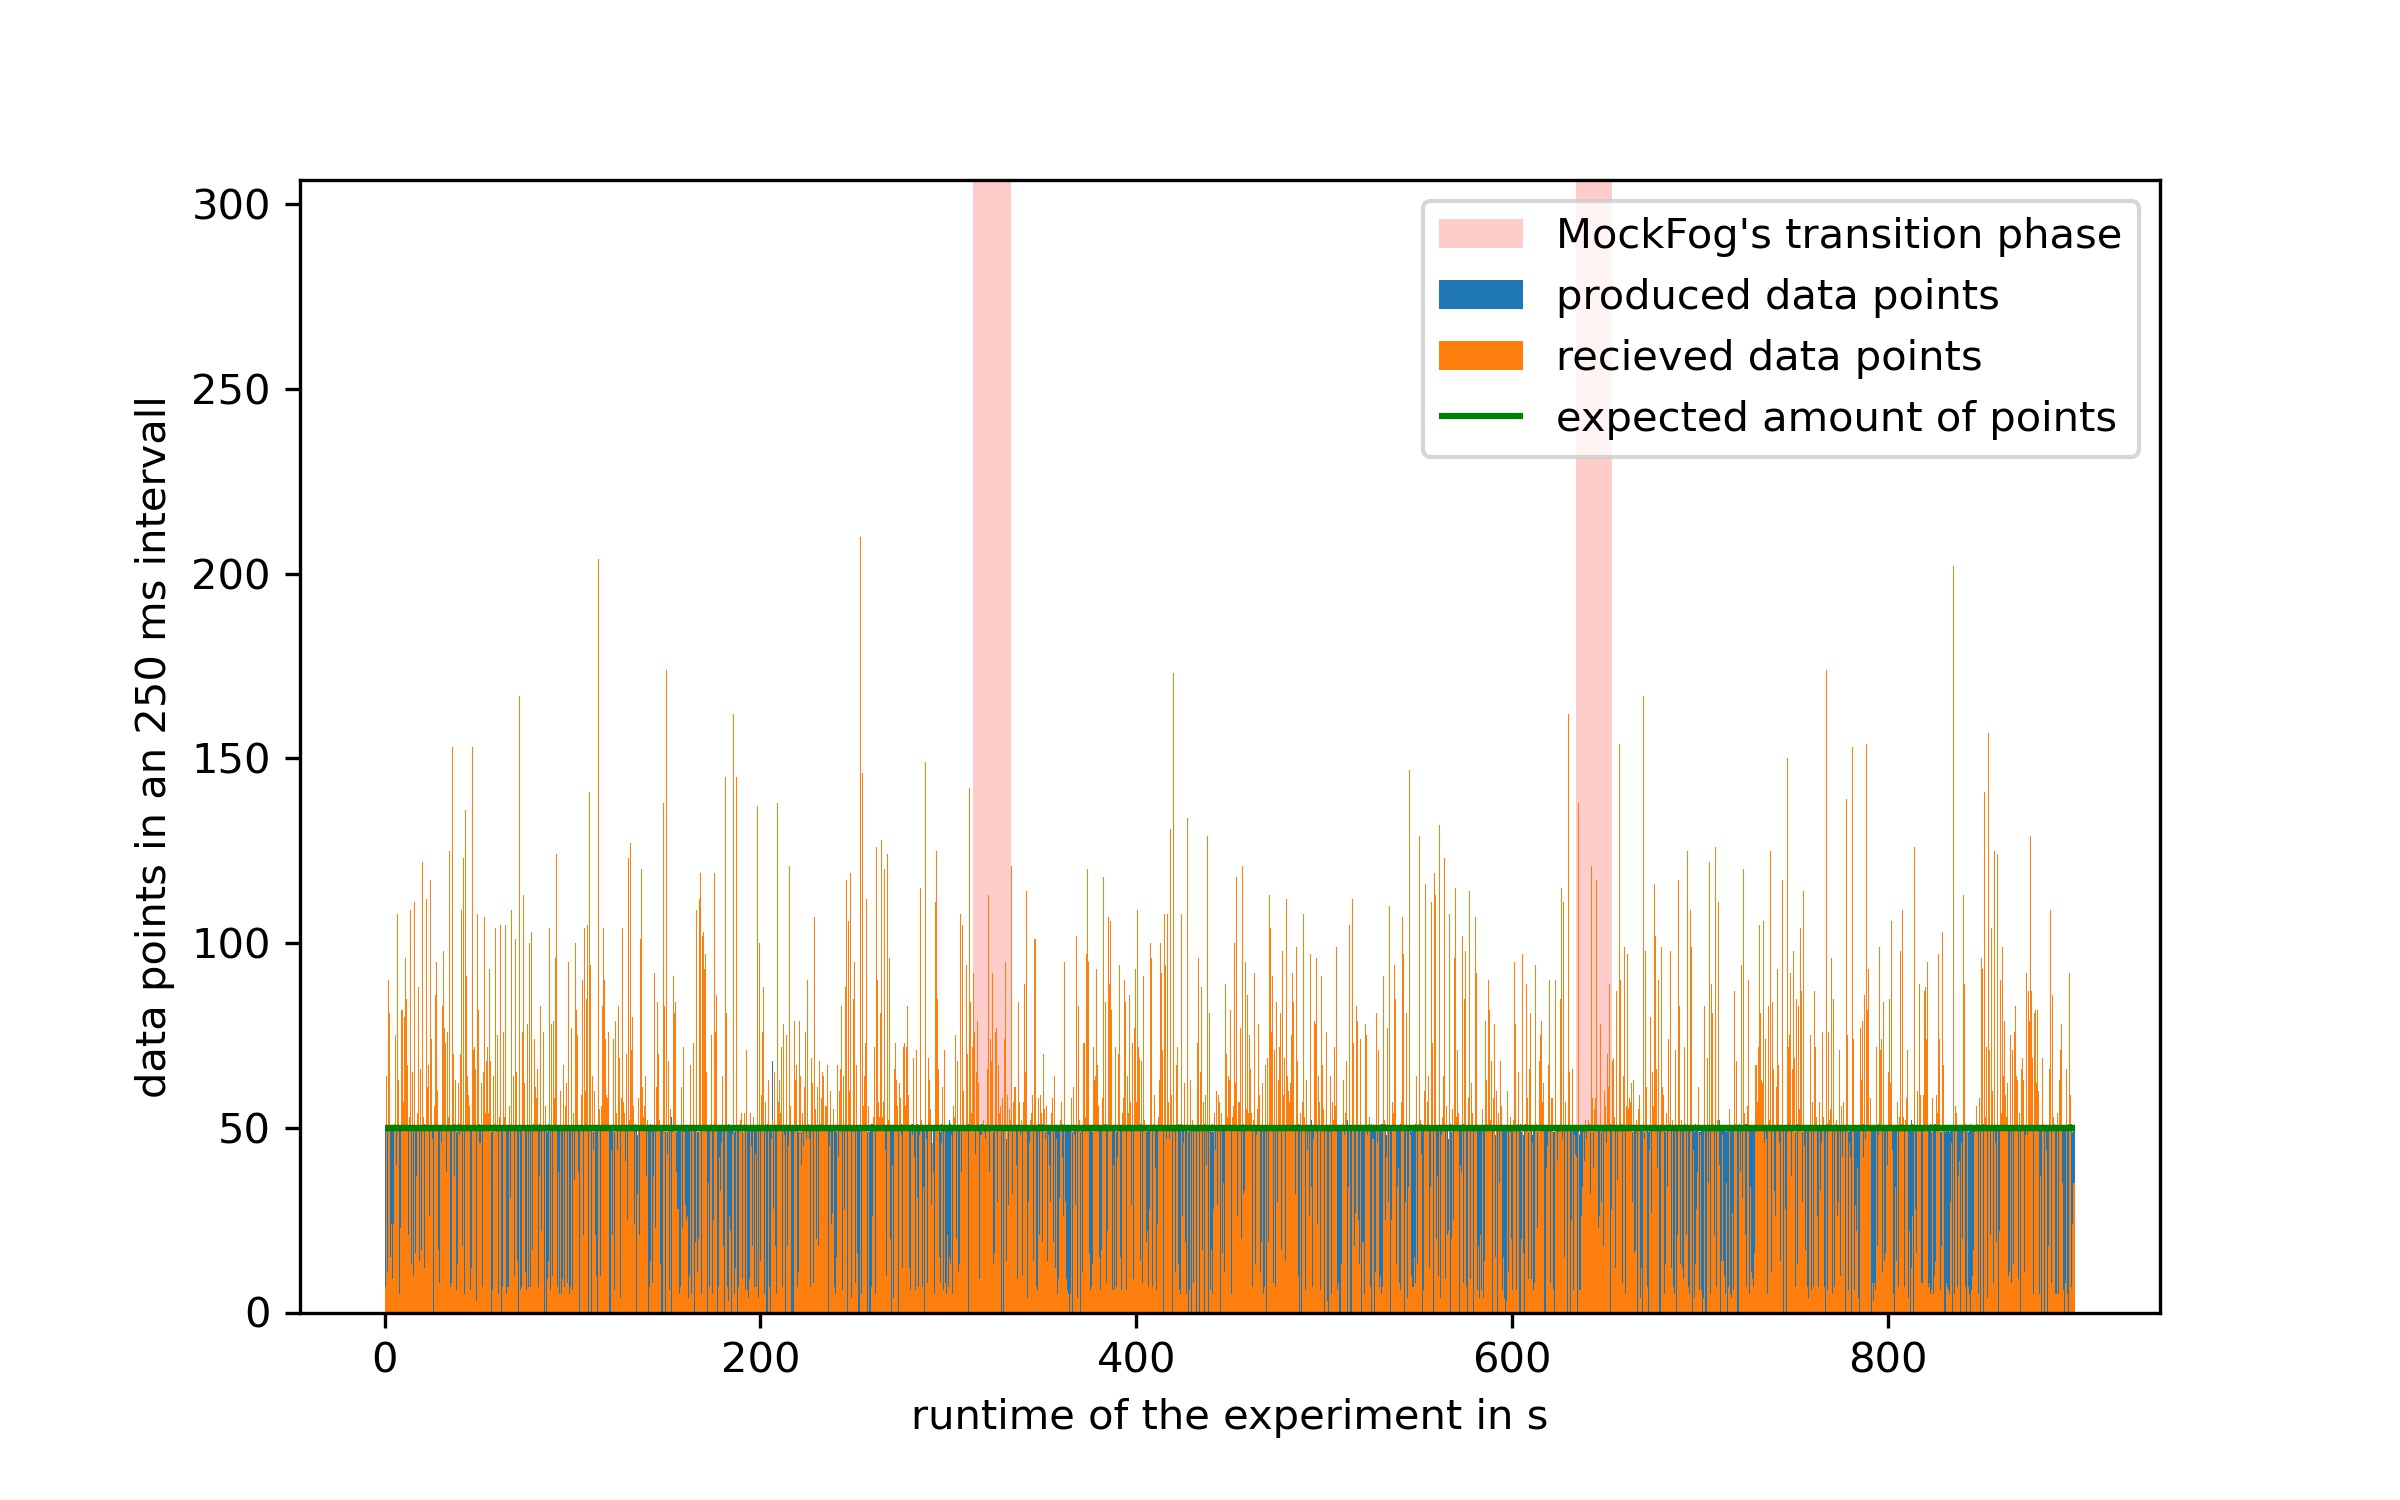 300
250
200
150
100
50
0
data points in an 250 ms intervall
MockFog's transition phase
produced data points
recieved data points
expected amount of points
0 200 400 600 800
runtime of the experiment in s